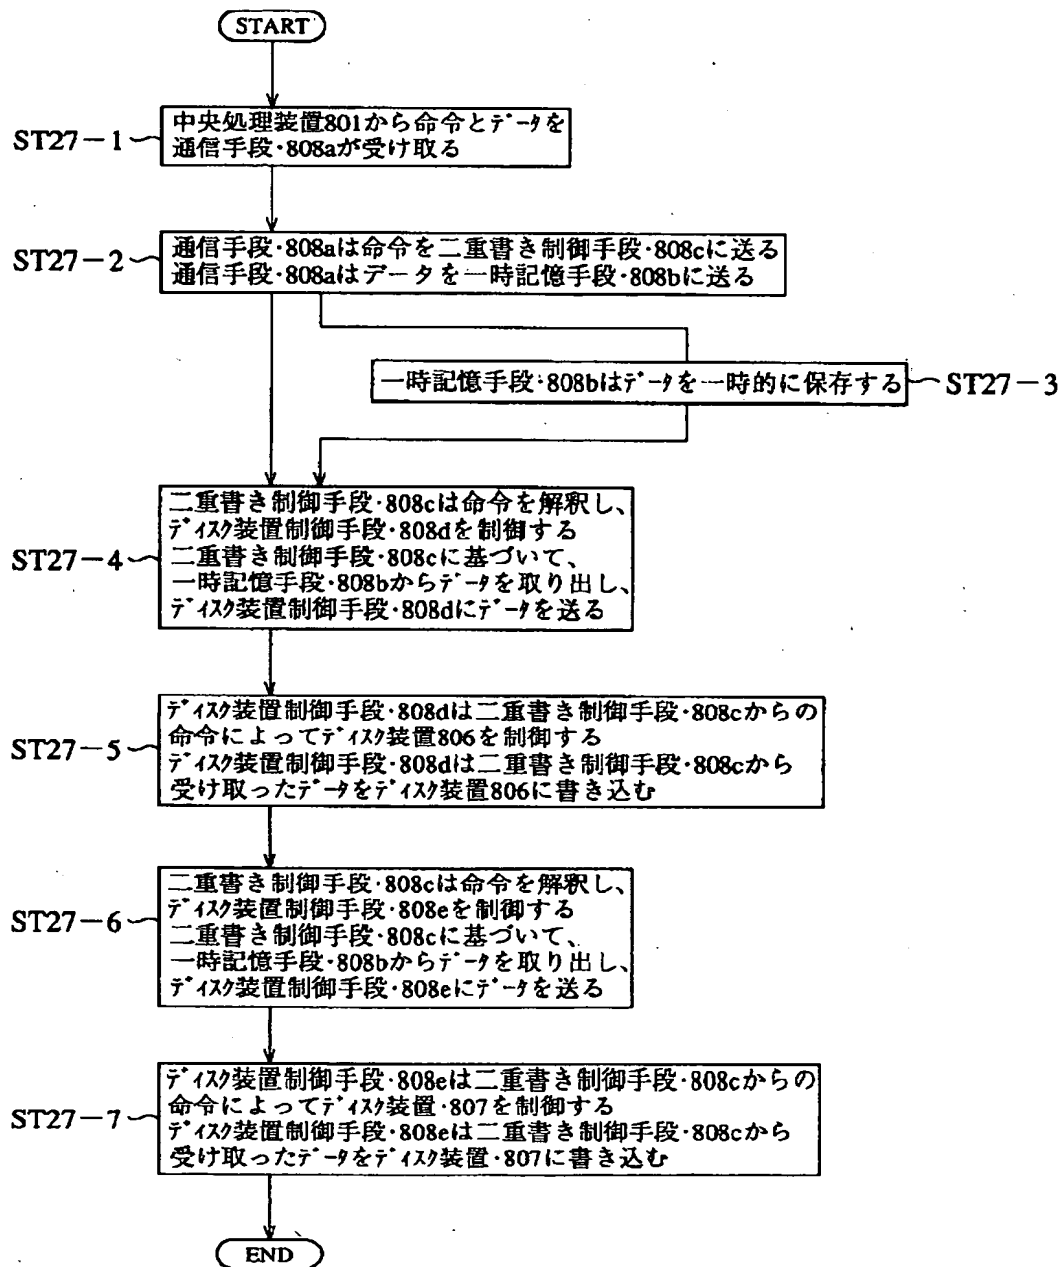 START
ST27-1
中央処理装置801から命令とデータを
通信手段・808aが受け取る
ST27-2
通信手段・808aは命令を二重書き制御手段・808cに送る
通信手段・808aはデータを一時記憶手段・808bに送る
一時記憶手段・808bはデータを一時的に保存する
ST27-3
ST27-4
二重書き制御手段・808cは命令を解釈し、
ディスク装置制御手段・808dを制御する
二重書き制御手段・808cに基づいて、
一時記憶手段・808bからデータを取り出し、
ディスク装置制御手段・808dにデータを送る
ST27-5
ディスク装置制御手段・808dは二重書き制御手段・808cからの
命令によってディスク装置806を制御する
ディスク装置制御手段・808dは二重書き制御手段・808cから
受け取ったデータをディスク装置806に書き込む
ST27-6
二重書き制御手段・808cは命令を解釈し、
ディスク装置制御手段・808eを制御する
二重書き制御手段・808cに基づいて、
一時記憶手段・808bからデータを取り出し、
ディスク装置制御手段・808eにデータを送る
ST27-7
ディスク装置制御手段・808eは二重書き制御手段・808cからの
命令によってディスク装置・807を制御する
ディスク装置制御手段・808eは二重書き制御手段・808cから
受け取ったデータをディスク装置・807に書き込む
END